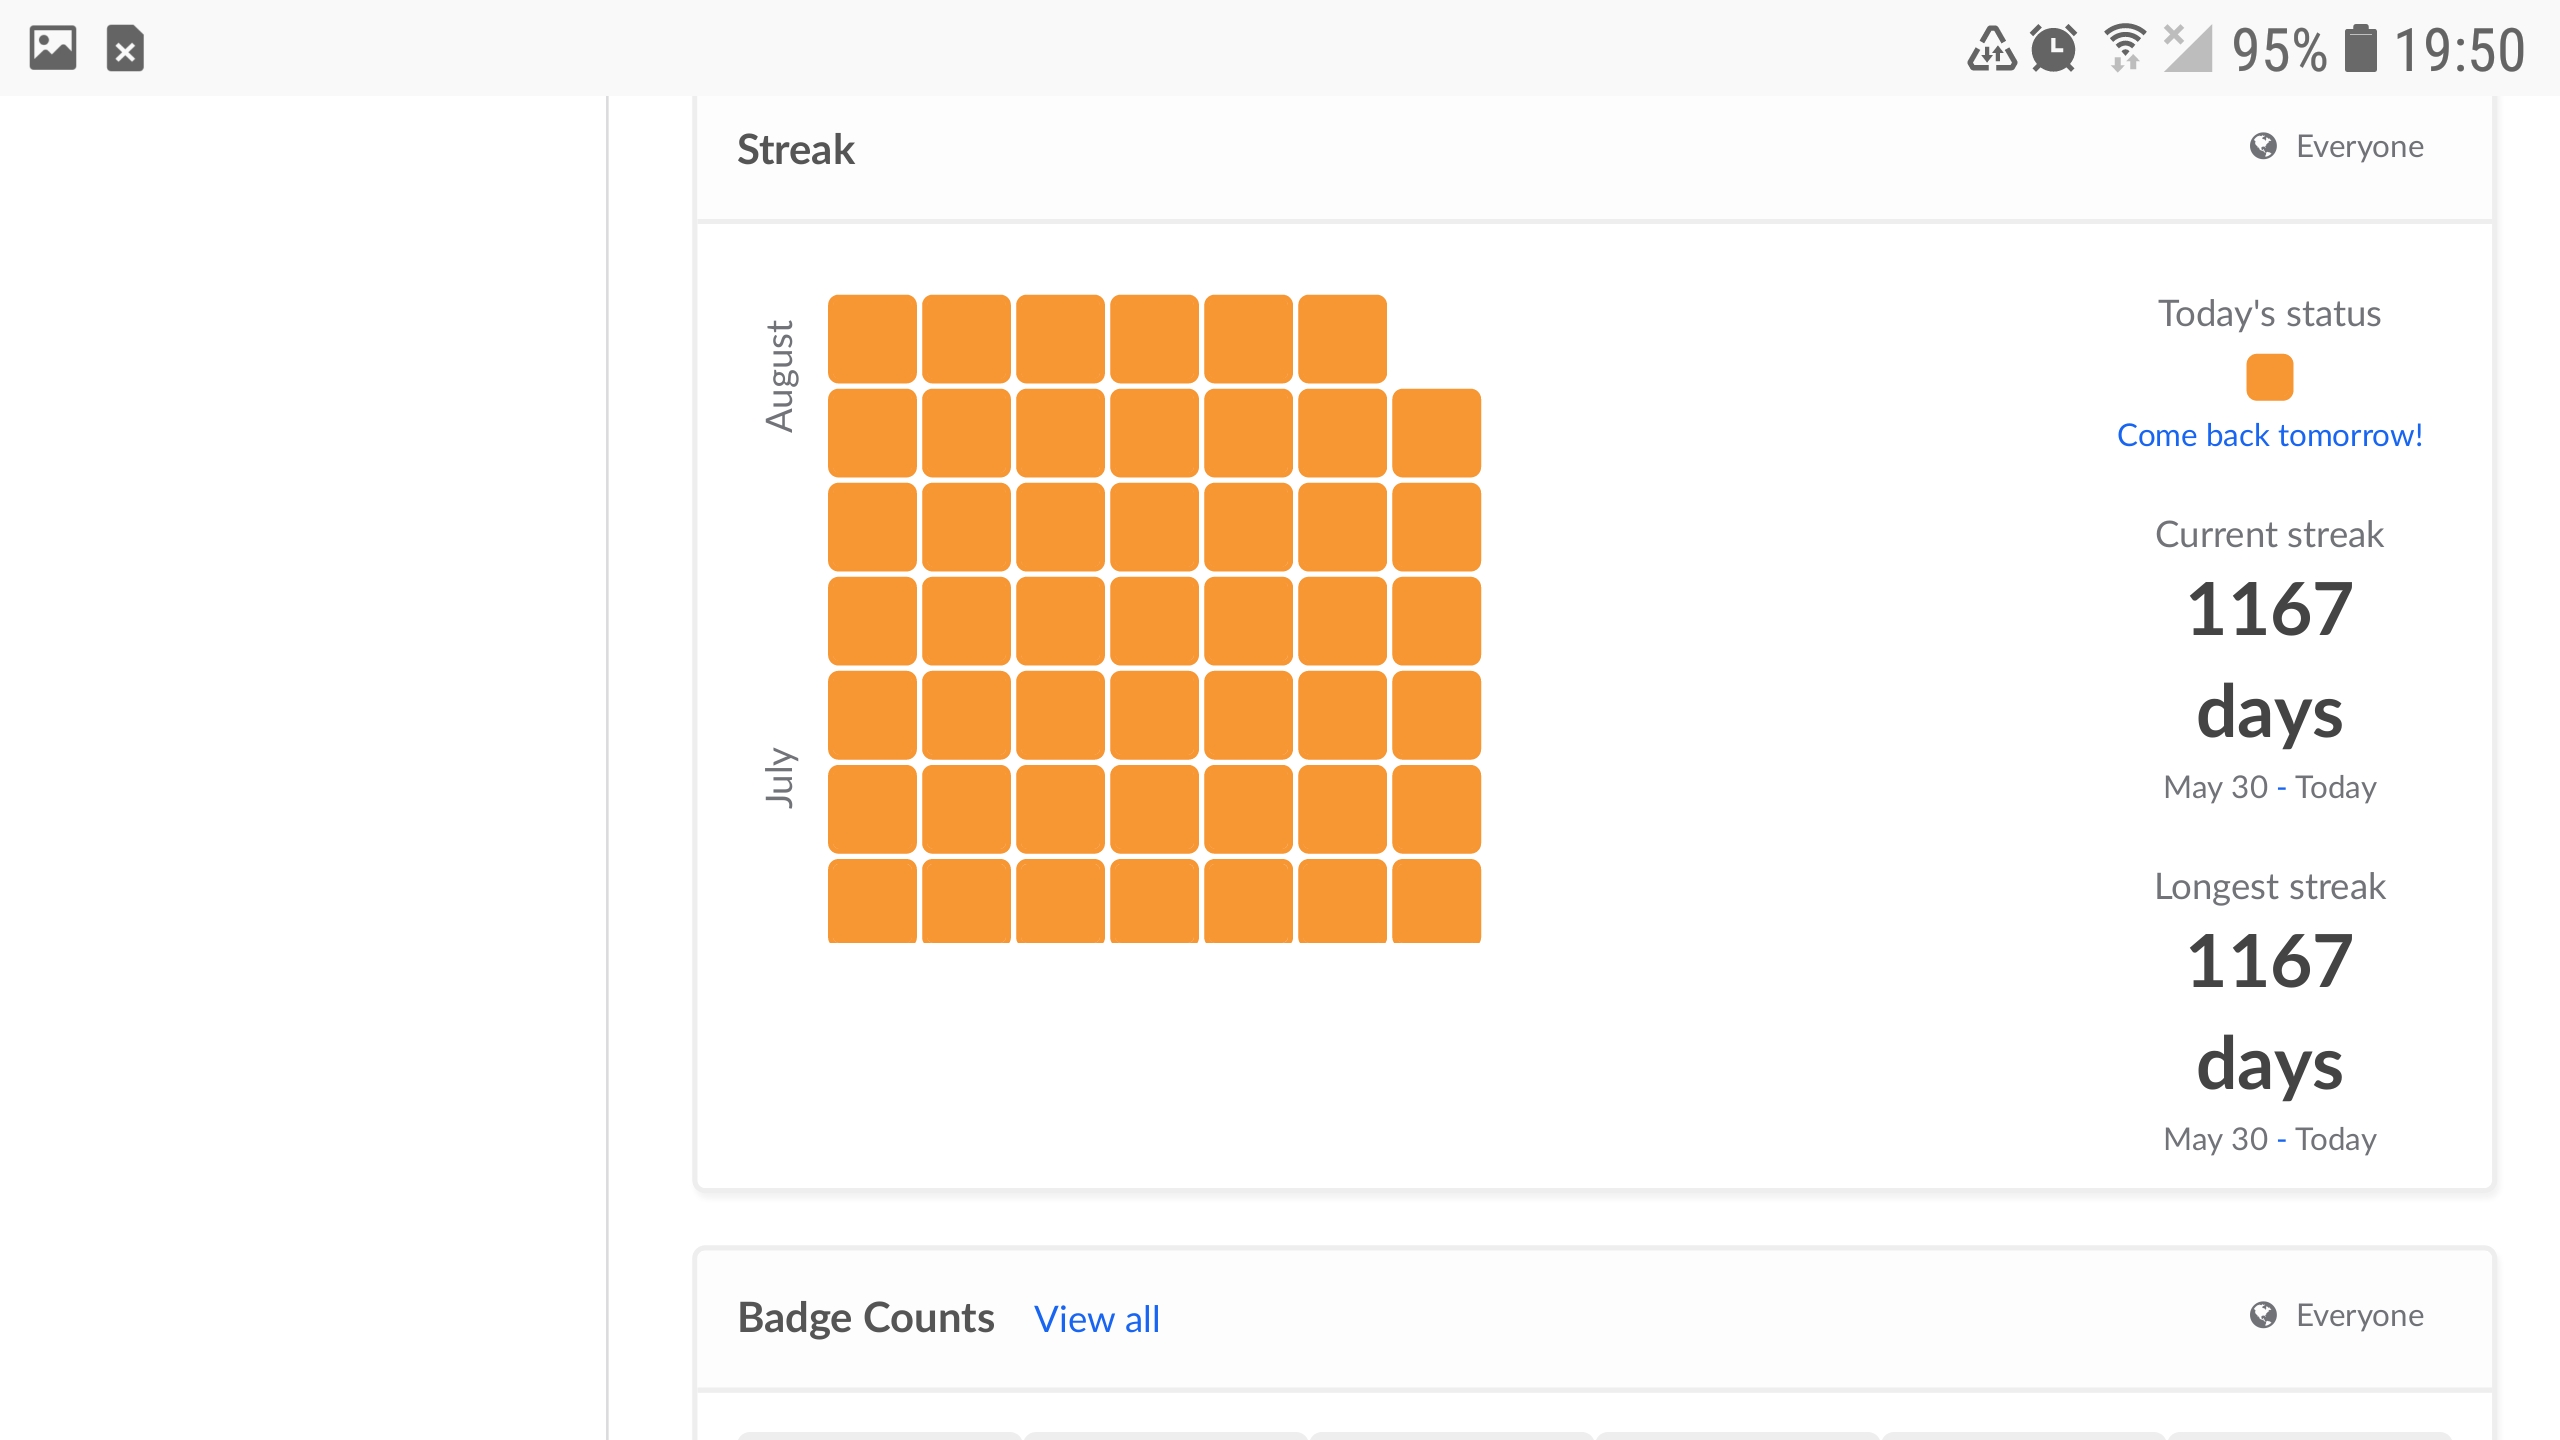 95% 19:50
Streak
Everyone
August
July
Today's status
Come back tomorrow!
Current streak
1167
days
May 30 - Today
Longest streak
1167
days
May 30 - Today
Badge Counts View all
Everyone